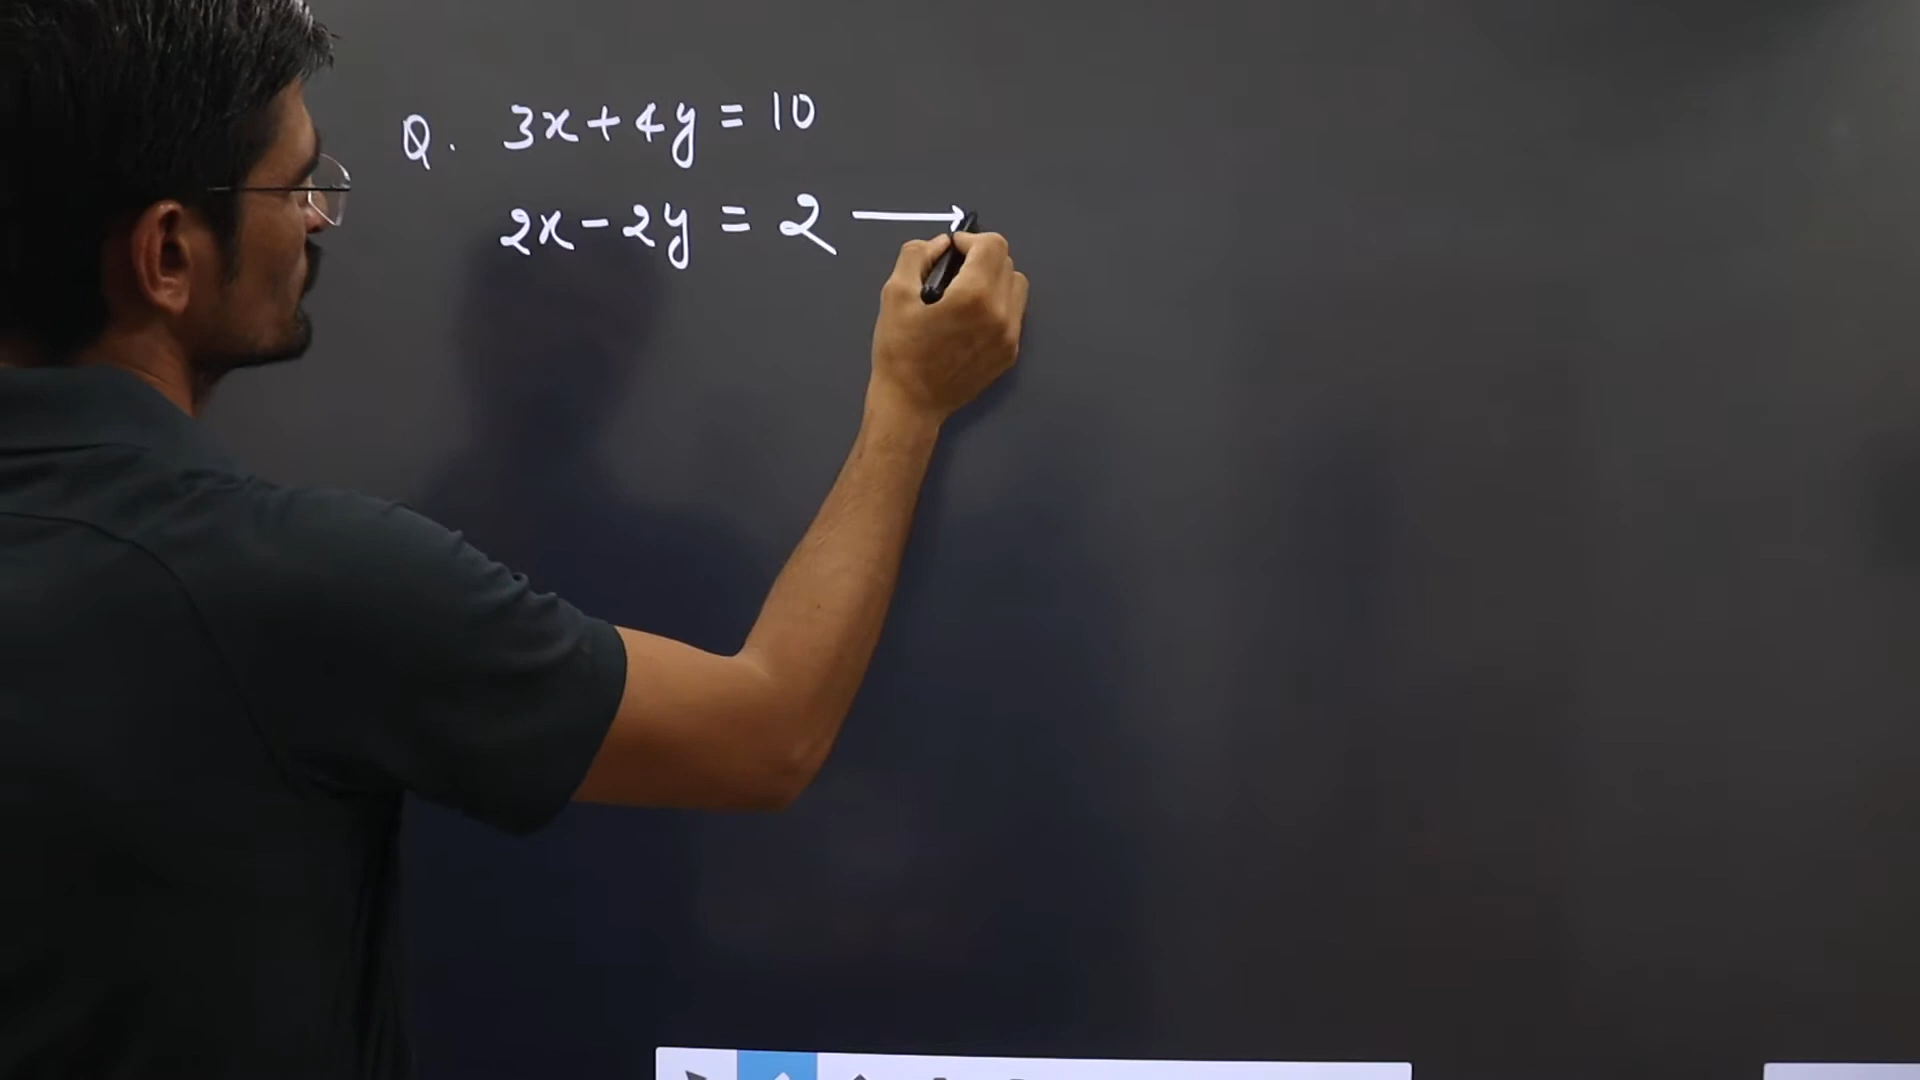 Q. 3x+4y = 10
2x-2y = 2 →